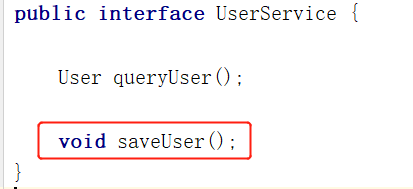 public interface UserService {
User queryUser();
void saveUser();
}